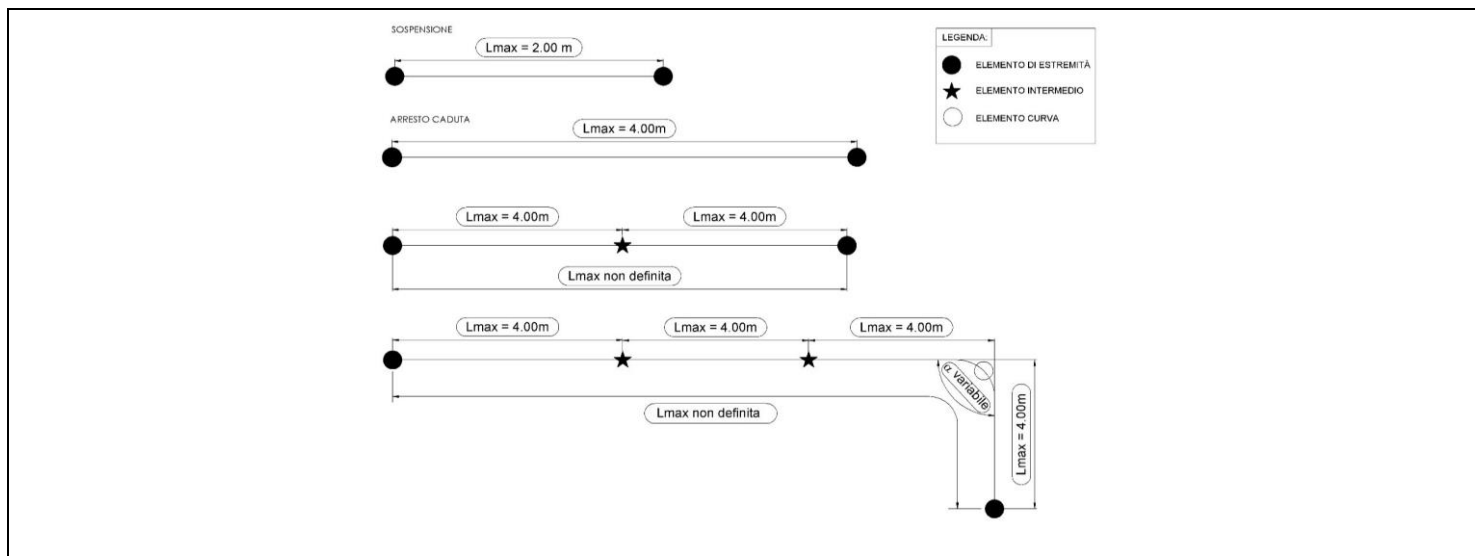 SOSPENSIONE
Lmax = 2.00 m
ARRESTO CADUTA
Lmax = 4.00m
Lmax = 4.00m
Lmax = 4.00m
Lmax non definita
Lmax = 4.00m
Lmax = 4.00m
Lmax = 4.00m
α variabile
Lmax non definita
Lmax = 4.00m
LEGENDA:
ELEMENTO DI ESTREMITÀ
ELEMENTO INTERMEDIO
ELEMENTO CURVA